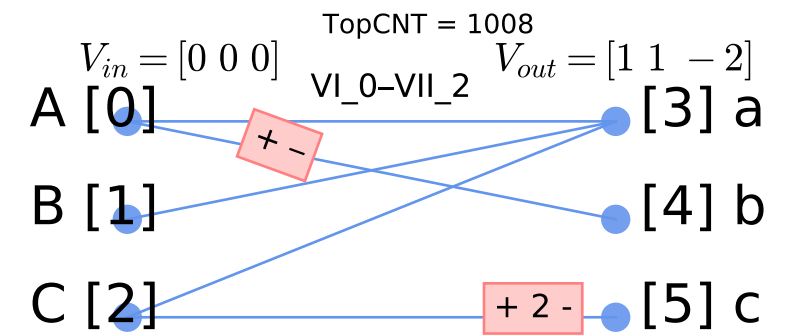 TopCNT = 1008
V_in = [0 0 0]
V_out = [1 1 −2]
VI_0–VII_2
A [0]
[3] a
+ −
B [1]
[4] b
C [2]
+ 2 -
[5] c